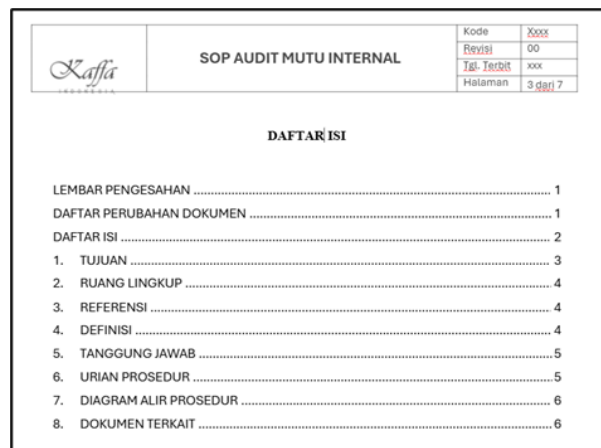 Kaffa
INDONESIA
SOP AUDIT MUTU INTERNAL
Kode Xxxx
Revisi 00
Tgl. Terbit xxx
Halaman 3 dari 7
DAFTAR ISI
LEMBAR PENGESAHAN ........ 1
DAFTAR PERUBAHAN DOKUMEN ........ 1
DAFTAR ISI ........ 2
1. TUJUAN ........ 3
2. RUANG LINGKUP ........ 4
3. REFERENSI ........ 4
4. DEFINISI ........ 4
5. TANGGUNG JAWAB ........ 5
6. URIAN PROSEDUR ........ 5
7. DIAGRAM ALIR PROSEDUR ........ 6
8. DOKUMEN TERKAIT ........ 6